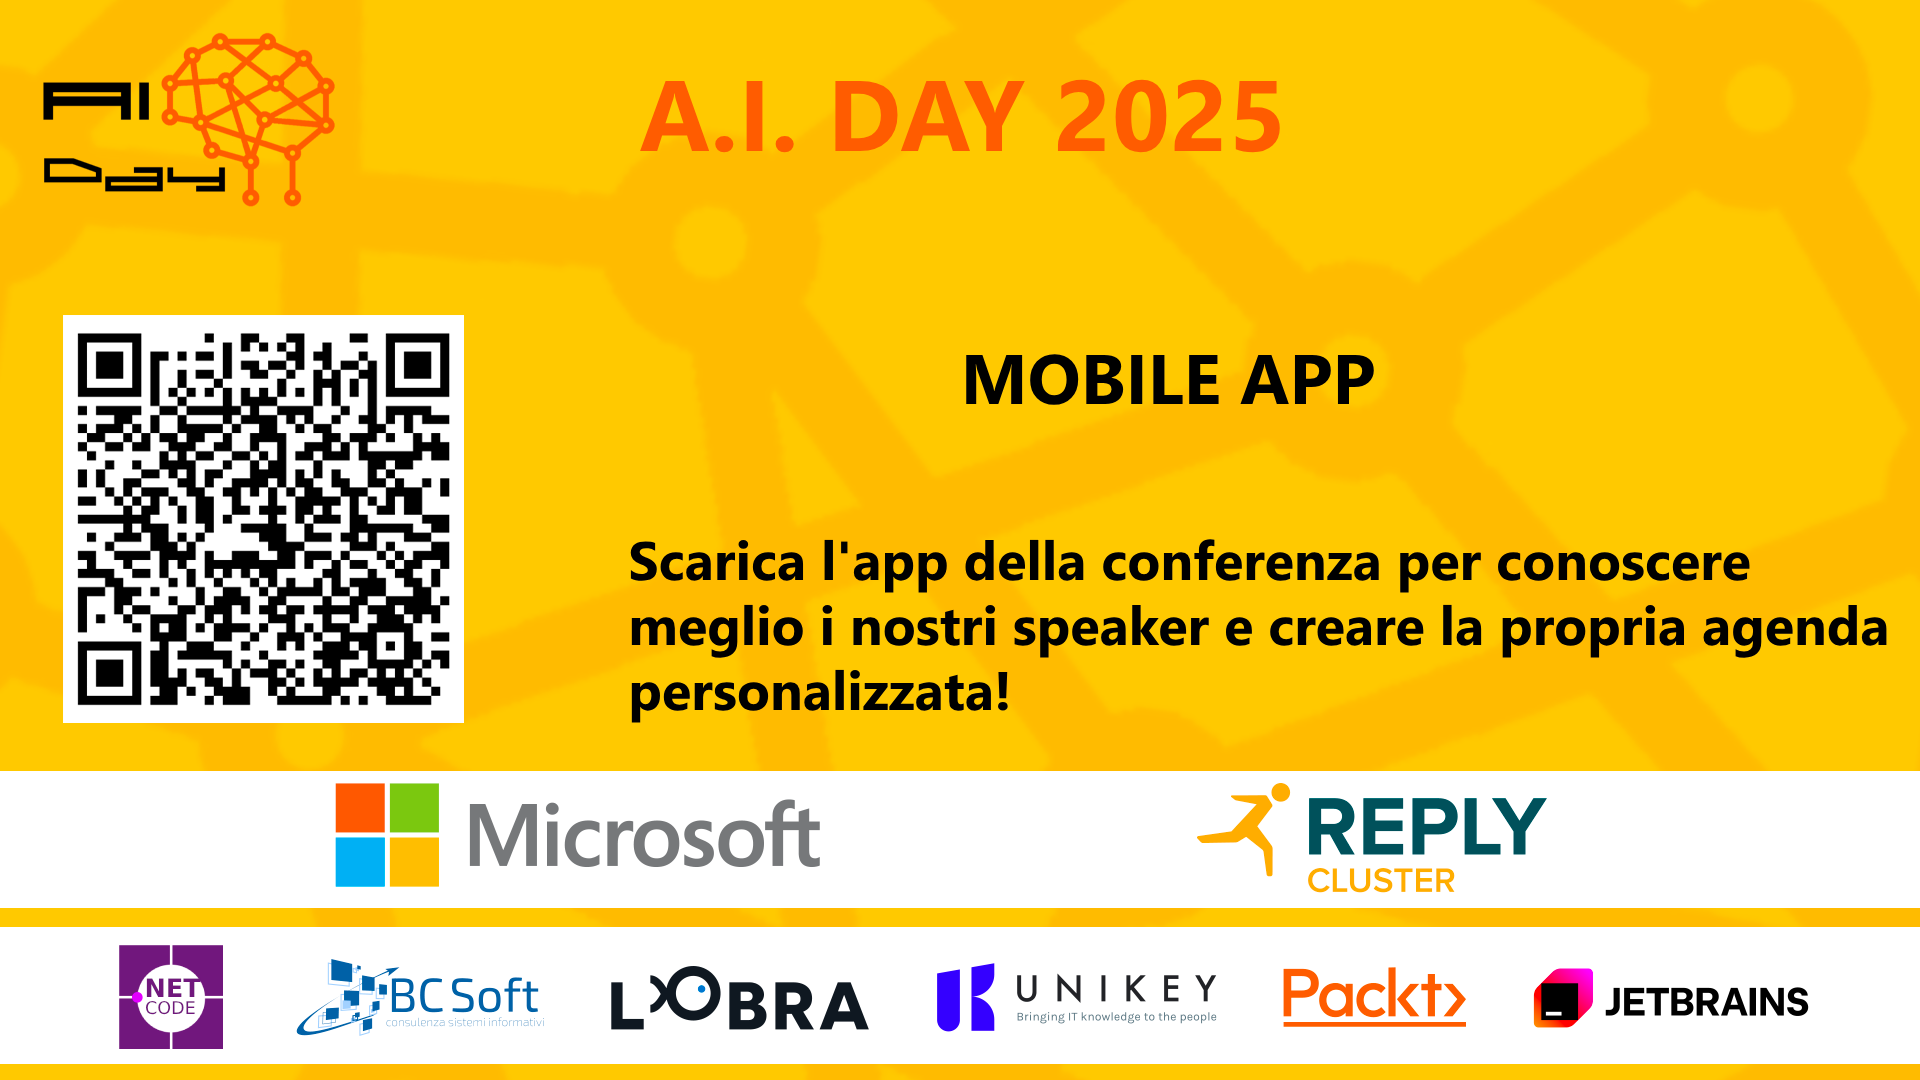 AI
Day
A.I. DAY 2025
MOBILE APP
Scarica l'app della conferenza per conoscere
meglio i nostri speaker e creare la propria agenda
personalizzata!
Microsoft
REPLY
CLUSTER
.NET
CODE
BCSoft
consulenza sistemi informativi
LOBRA
UNIKEY
Bringing IT knowledge to the people
Packt>
JETBRAINS